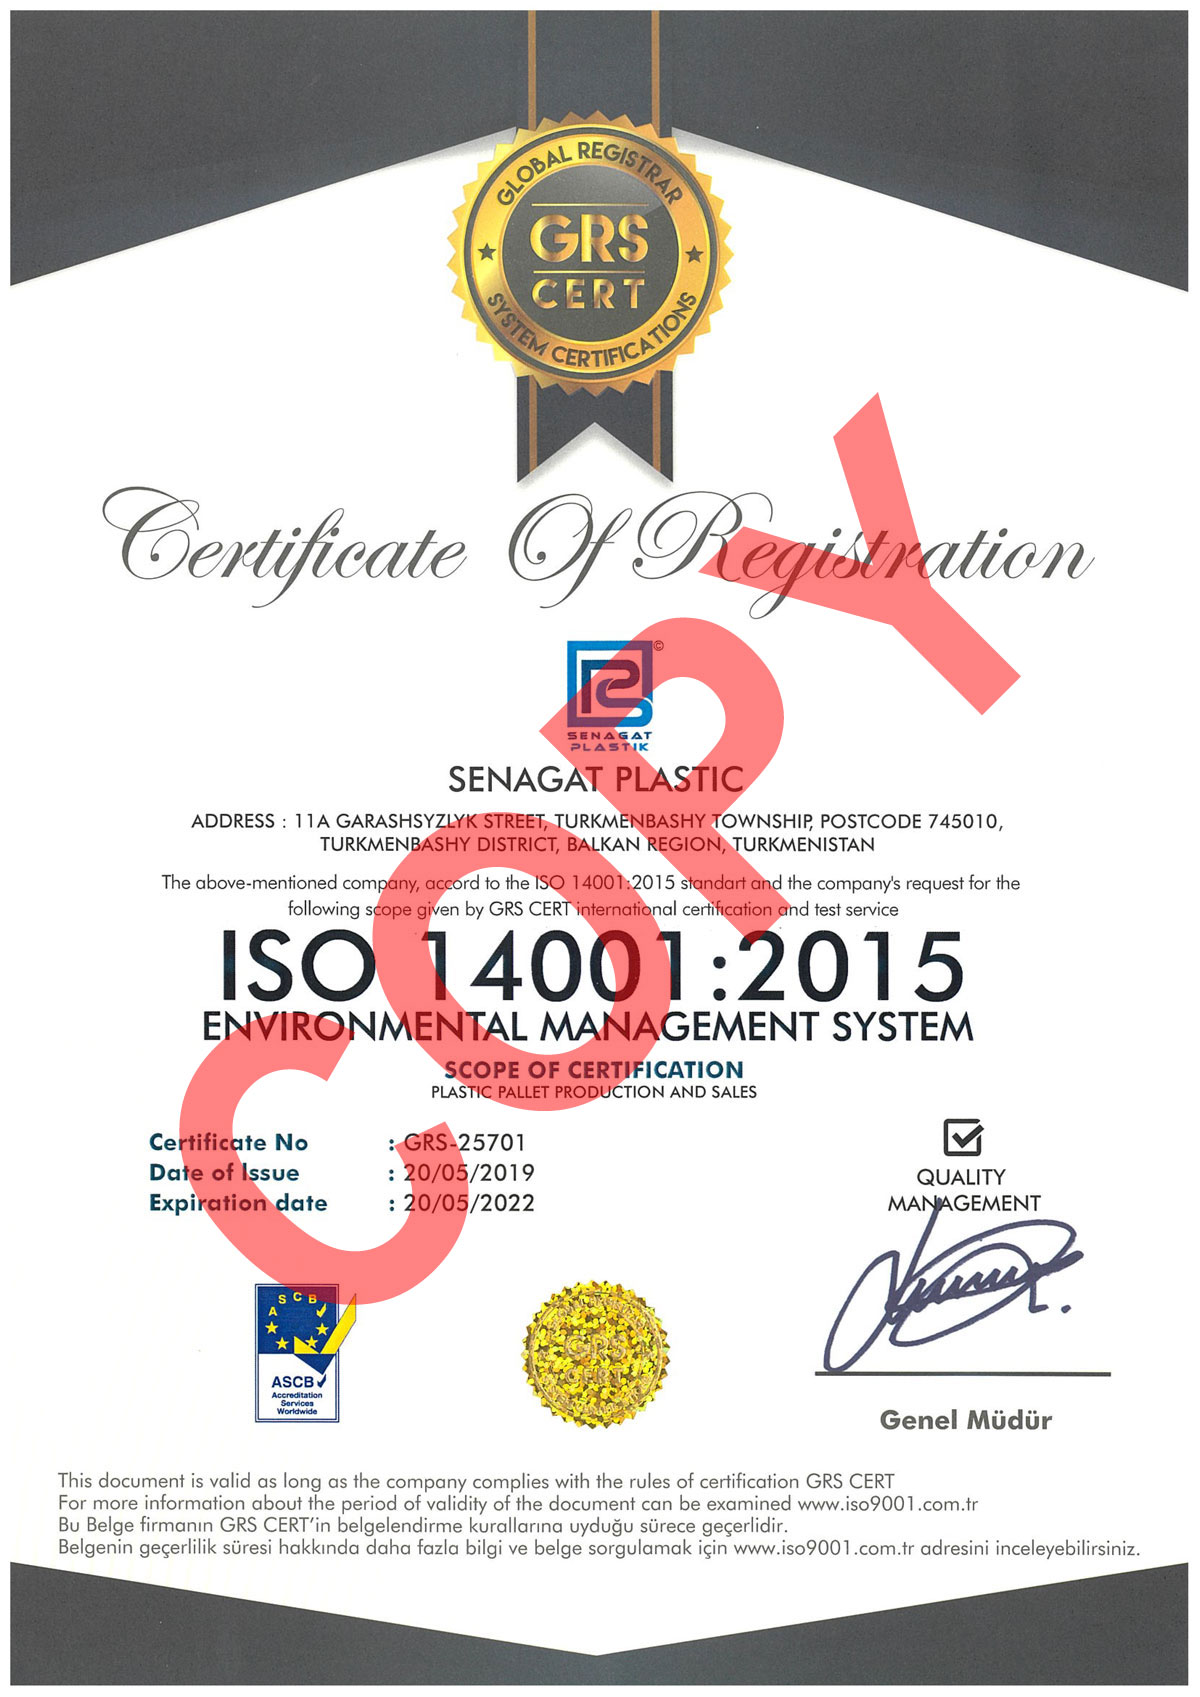 GLOBAL REGISTRAR
GRS
CERT
SYSTEM CERTIFICATIONS
Certificate Of Registration
©
SENAGAT
PLASTIK
SENAGAT PLASTIC
ADDRESS : 11A GARASHSYZLYK STREET, TURKMENBASHY TOWNSHIP, POSTCODE 745010,
TURKMENBASHY DISTRICT, BALKAN REGION, TURKMENISTAN
The above-mentioned company, accord to the ISO 14001:2015 standart and the company's request for the
following scope given by GRS CERT international certification and test service
ISO 14001:2015
ENVIRONMENTAL MANAGEMENT SYSTEM
SCOPE OF CERTIFICATION
PLASTIC PALLET PRODUCTION AND SALES
Certificate No : GRS-25701
Date of Issue : 20/05/2019
Expiration date : 20/05/2022
QUALITY
MANAGEMENT
COPY
ASCB
ASCB
Accreditation
Services
Worldwide
GRS
CERT
Genel Müdür
This document is valid as long as the company complies with the rules of certification GRS CERT
For more information about the period of validity of the document can be examined www.iso9001.com.tr
Bu Belge firmanın GRS CERT'in belgelendirme kurallarına uyduğu sürece geçerlidir.
Belgenin geçerlilik süresi hakkında daha fazla bilgi ve belge sorgulamak için www.iso9001.com.tr adresini inceleyebilirsiniz.